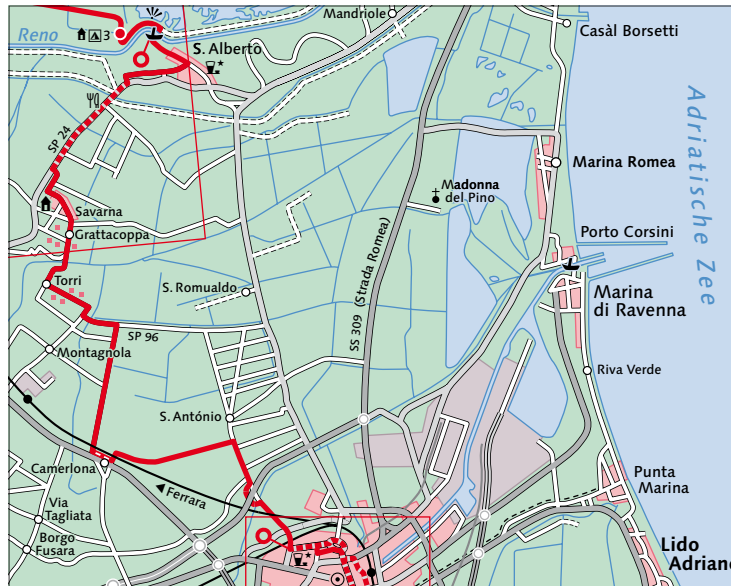 Mandriole
Casàl Borsetti
Reno
3
S. Alberto
SP 24
Adriatische Zee
Marina Romea
Madonna
del Pino
Savarna
Grattacoppa
Porto Corsini
SS 309 (Strada Romea)
Torri
S. Romualdo
Marina
di Ravenna
SP 96
Montagnola
Riva Verde
S. António
Camerlona
Punta
Marina
Ferrara
Via
Tagliata
Borgo
Fusara
Lido
Adriano